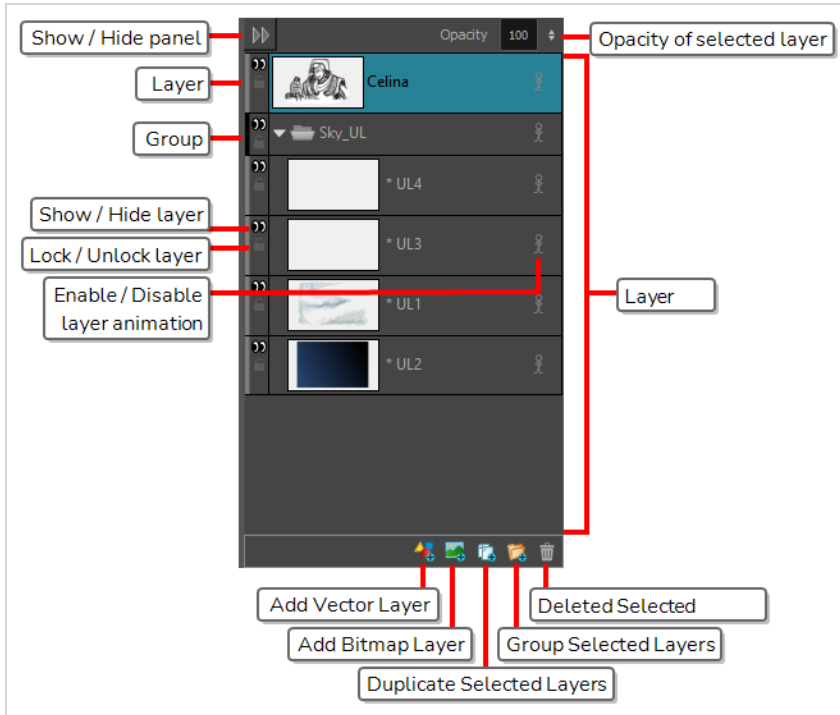 Show / Hide panel
Opacity 100
Opacity of selected layer
Layer
Celina
Group
Sky_UL
* UL4
Show / Hide layer
* UL3
Lock / Unlock layer
Enable / Disable
layer animation
Layer
* UL1
* UL2
Add Vector Layer
Deleted Selected
Add Bitmap Layer
Group Selected Layers
Duplicate Selected Layers